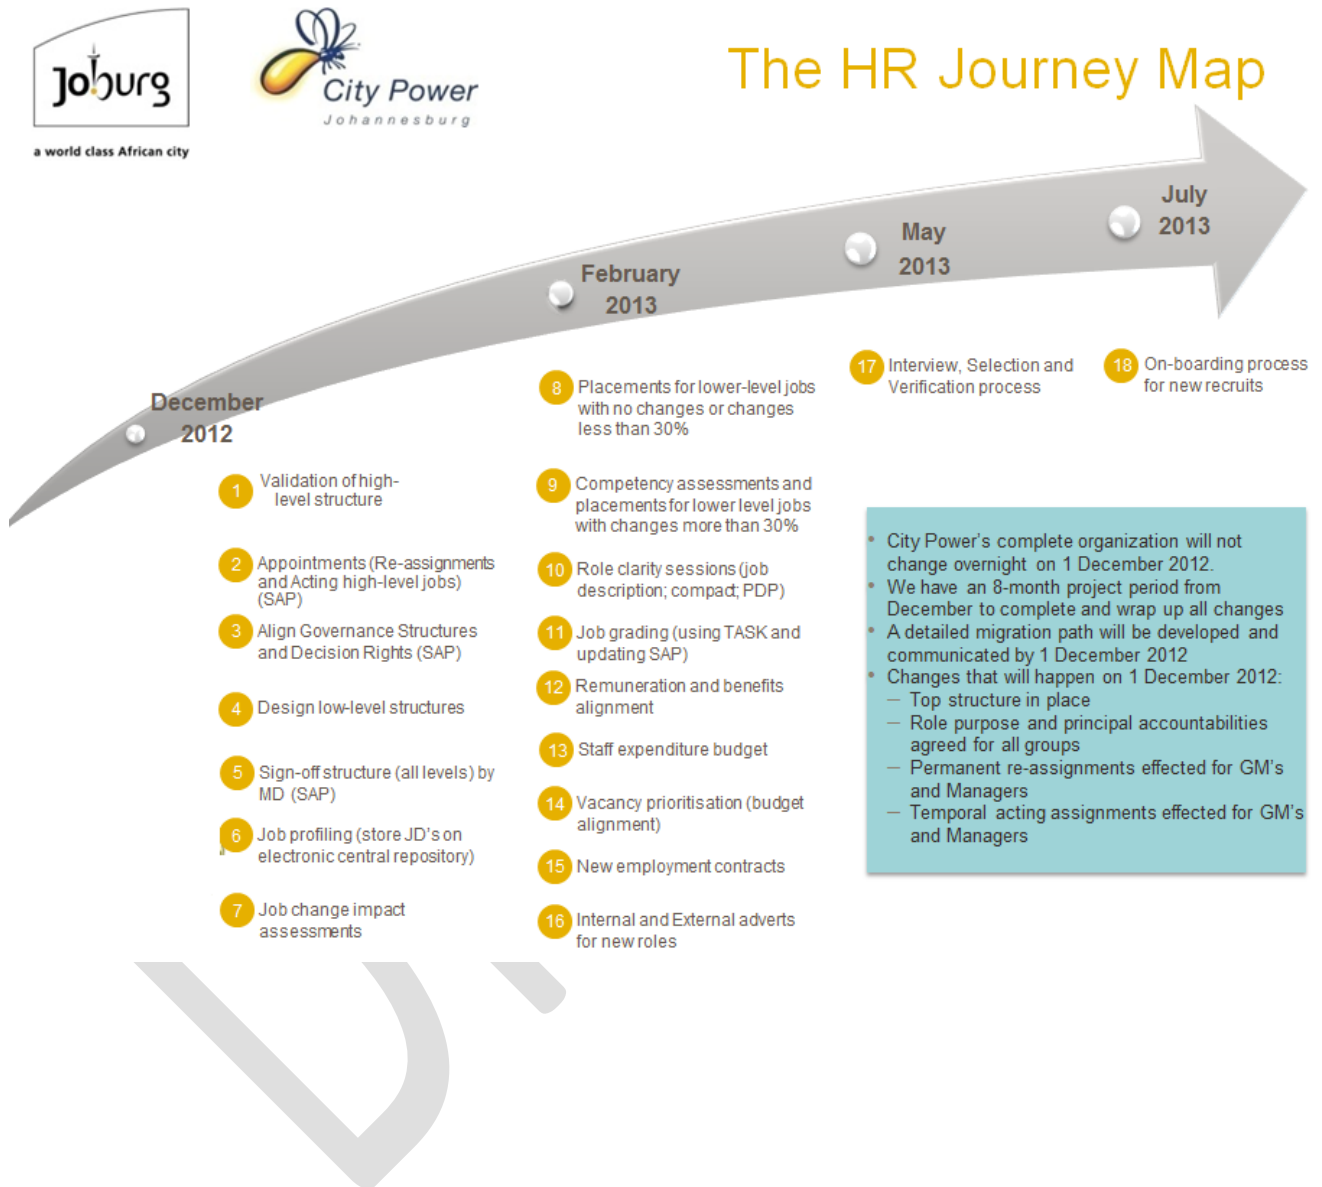 Joburg
a world class African city
City Power
Johannesburg
The HR Journey Map
December
2012
February
2013
May
2013
July
2013
1 Validation of high-
level structure
2 Appointments (Re-assignments
and Acting high-level jobs)
(SAP)
3 Align Governance Structures
and Decision Rights (SAP)
4 Design low-level structures
5 Sign-off structure (all levels) by
MD (SAP)
6 Job profiling (store JD's on
electronic central repository)
7 Job change impact
assessments
8 Placements for lower-level jobs
with no changes or changes
less than 30%
9 Competency assessments and
placements for lower level jobs
with changes more than 30%
10 Role clarity sessions (job
description; compact; PDP)
11 Job grading (using TASK and
updating SAP)
12 Remuneration and benefits
alignment
13 Staff expenditure budget
14 Vacancy prioritisation (budget
alignment)
15 New employment contracts
16 Internal and External adverts
for new roles
17 Interview, Selection and
Verification process
18 On-boarding process
for new recruits
• City Power's complete organization will not
change overnight on 1 December 2012.
• We have an 8-month project period from
December to complete and wrap up all changes
• A detailed migration path will be developed and
communicated by 1 December 2012
• Changes that will happen on 1 December 2012:
– Top structure in place
– Role purpose and principal accountabilities
agreed for all groups
– Permanent re-assignments effected for GM's
and Managers
– Temporal acting assignments effected for GM's
and Managers